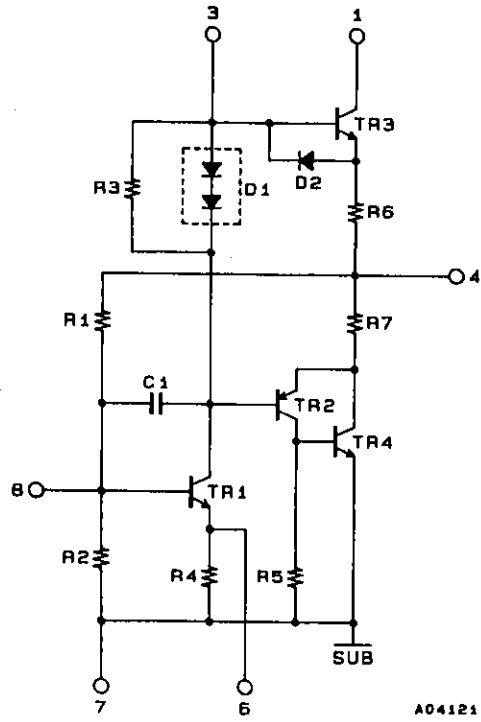 3 1
TR3
R3 D1 D2 R6
4
R1 R7
C1 TR2
TR4
8 TR1
R2 R4 R5
SUB
7 6 A04121